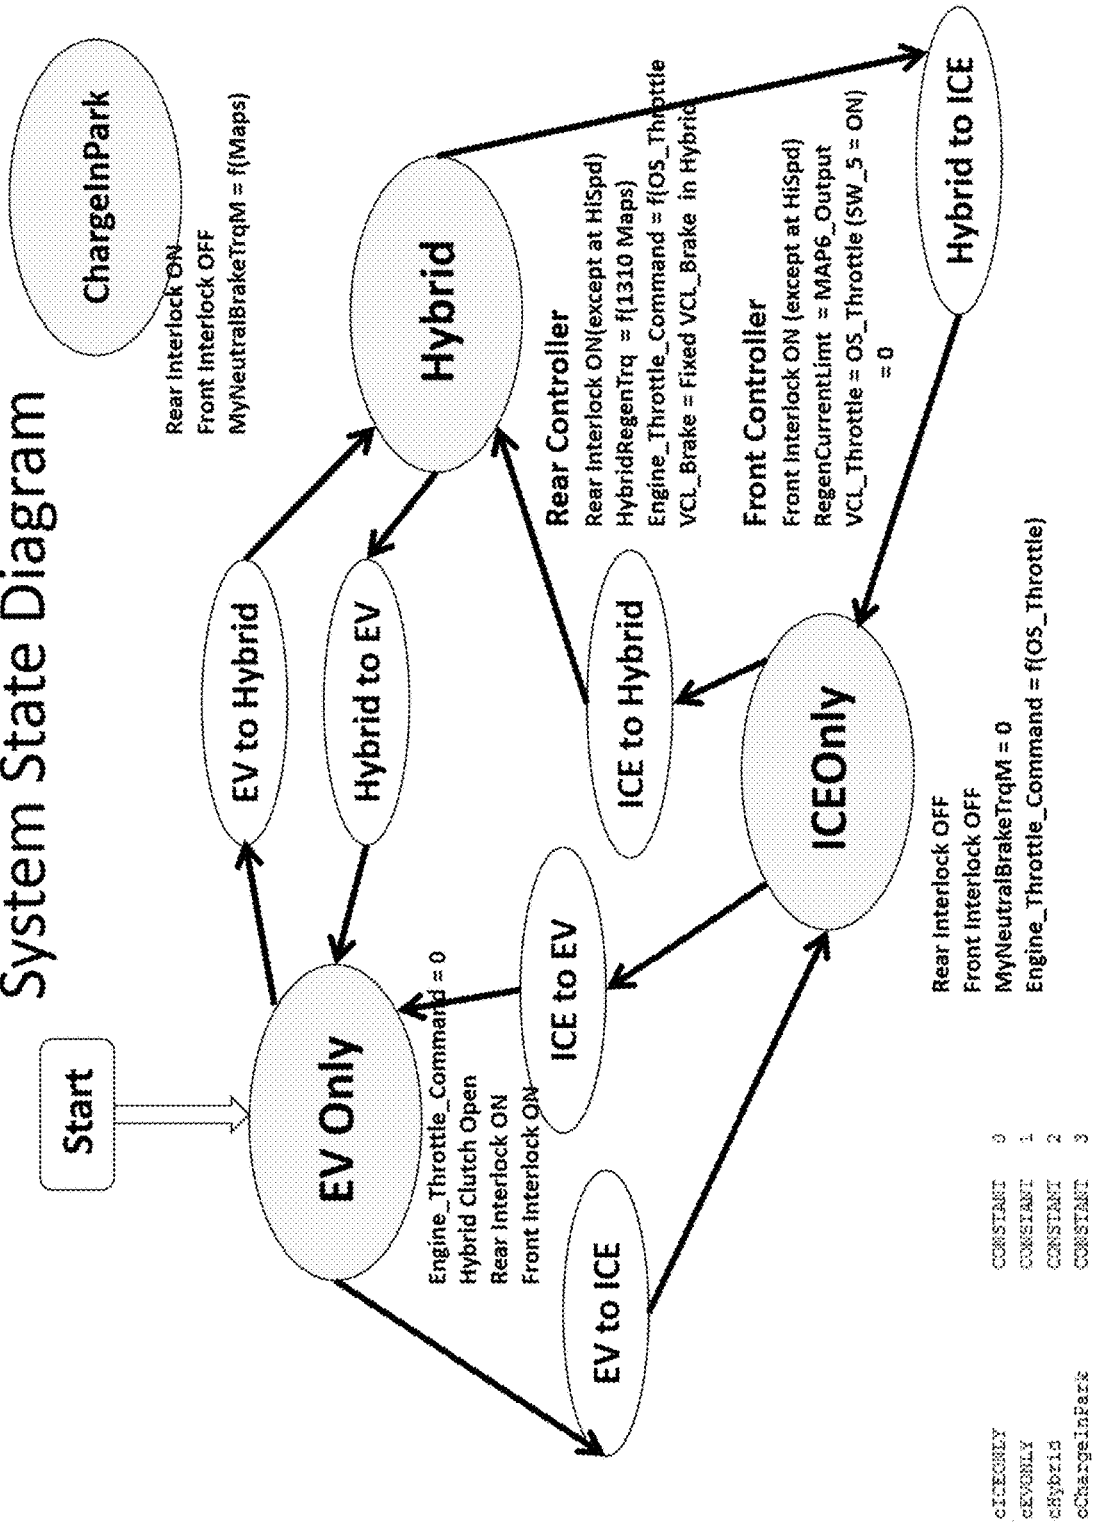 System State Diagram
Start
ChargeInPark
Rear Interlock ON
Front Interlock OFF
MyNeutralBrakeTrqM = f(Maps)
EV to Hybrid
EV Only
Hybrid to EV
Hybrid
Engine_Throttle_Command = 0
Hybrid Clutch Open
Rear Interlock ON
Front Interlock ON
ICE to EV
Rear Controller
Rear Interlock ON(except at HiSpd)
HybridRegenTrq = f(1310 Maps)
Engine_Throttle_Command = f(OS_Throttle
VCL_Brake = Fixed VCL_Brake in Hybrid
EV to ICE
ICE to Hybrid
Front Controller
Front Interlock ON (except at HiSpd)
RegenCurrentLimt = MAP6_Output
VCL_Throttle = OS_Throttle (SW_5 = ON)
= 0
ICEOnly
Hybrid to ICE
Rear Interlock OFF
Front Interlock OFF
MyNeutralBrakeTrqM = 0
Engine_Throttle_Command = f(OS_Throttle)
cICEONLY CONSTANT 0
cEVONLY CONSTANT 1
cHybrid CONSTANT 2
cChargeInPark CONSTANT 3